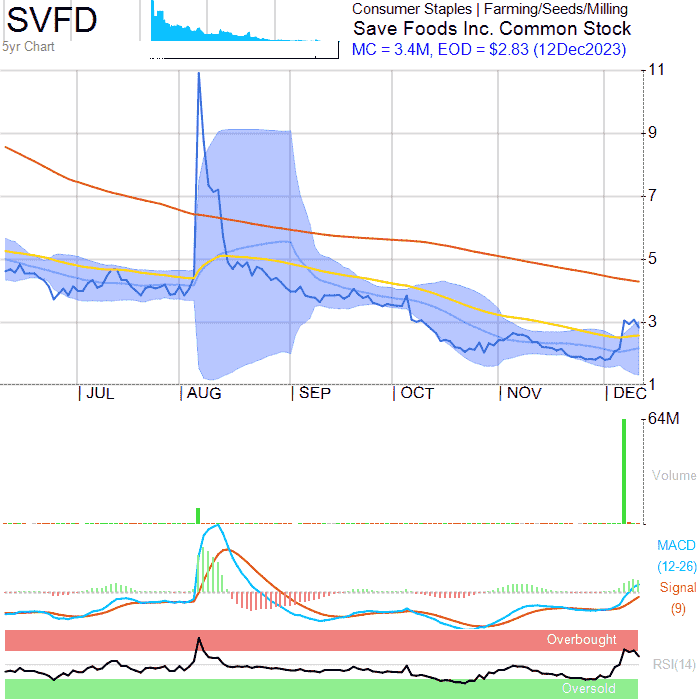 SVFD
5yr Chart
Consumer Staples | Farming/Seeds/Milling
Save Foods Inc. Common Stock
MC = 3.4M, EOD = $2.83 (12Dec2023)
11
9
7
5
3
1
| JUL | AUG | SEP | OCT | NOV | DEC
64M
Volume
MACD
(12-26)
Signal
(9)
Overbought
RSI(14)
Oversold